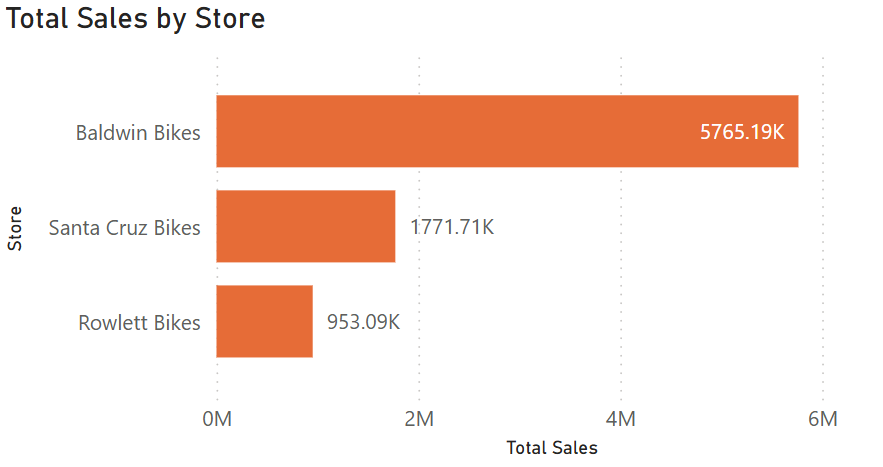 Total Sales by Store
Store
Baldwin Bikes
5765.19K
Santa Cruz Bikes
1771.71K
Rowlett Bikes
953.09K
0M 2M 4M 6M
Total Sales